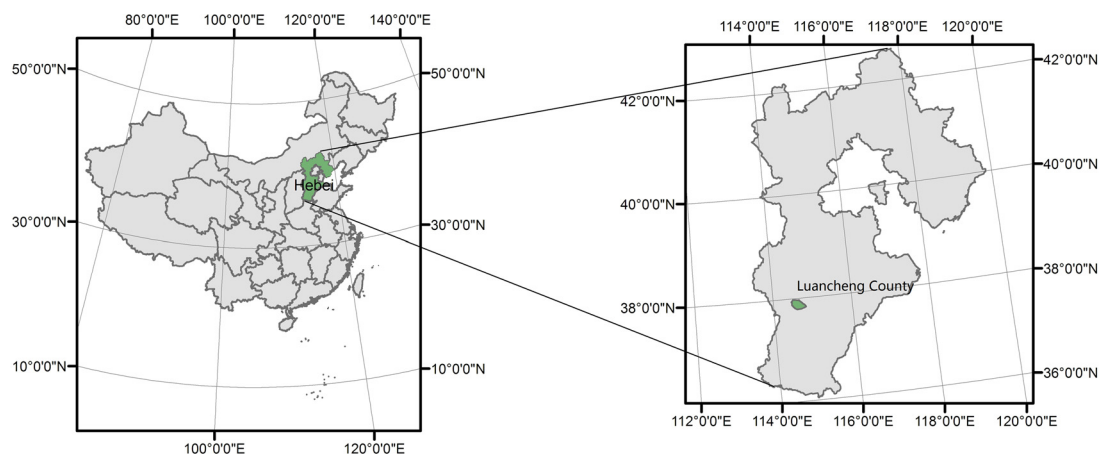 80°0'0"E 100°0'0"E 120°0'0"E 140°0'0"E
50°0'0"N 50°0'0"N
Hebei
30°0'0"N 30°0'0"N
10°0'0"N 10°0'0"N
100°0'0"E 120°0'0"E
114°0'0"E 116°0'0"E 118°0'0"E 120°0'0"E
42°0'0"N 42°0'0"N
40°0'0"N 40°0'0"N
Luancheng County
38°0'0"N 38°0'0"N
36°0'0"N
112°0'0"E 114°0'0"E 116°0'0"E 118°0'0"E 120°0'0"E